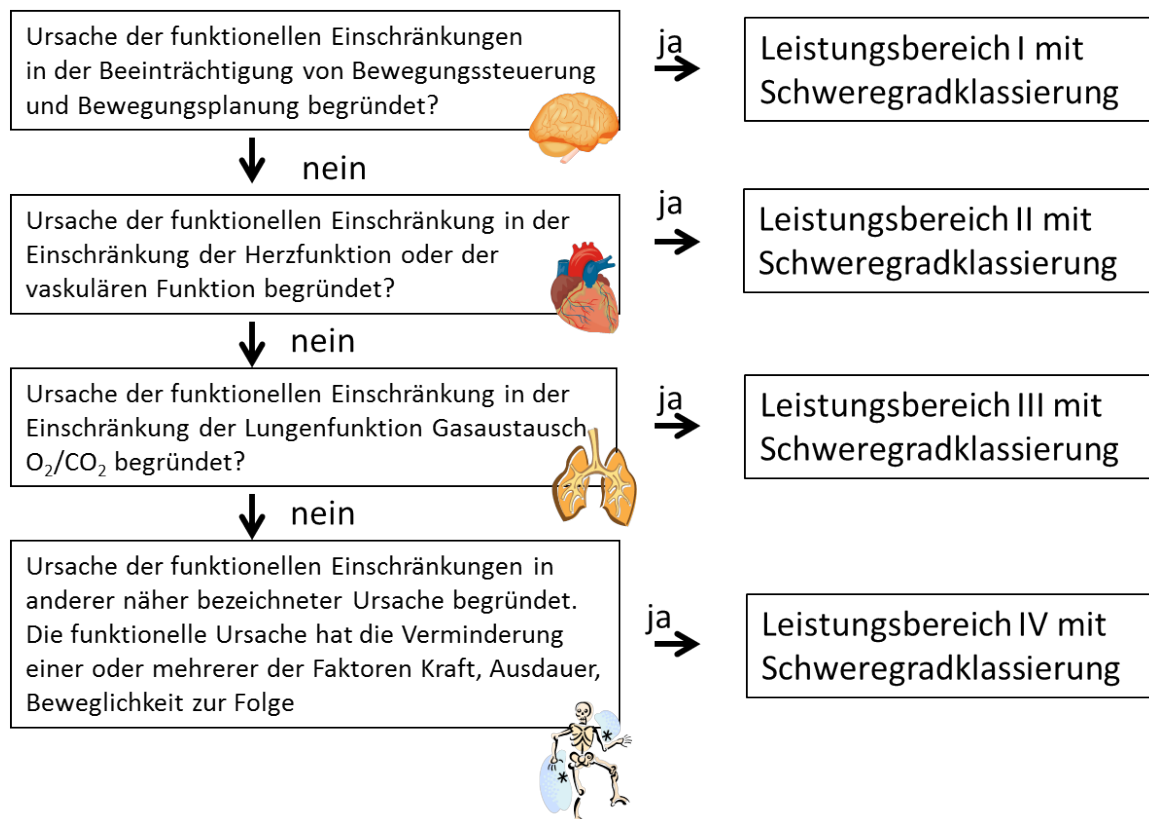 Ursache der funktionellen Einschränkungen
in der Beeinträchtigung von Bewegungssteuerung
und Bewegungsplanung begründet?
ja
Leistungsbereich I mit
Schweregradklassierung
nein
Ursache der funktionellen Einschränkung in der
Einschränkung der Herzfunktion oder der
vaskulären Funktion begründet?
ja
Leistungsbereich II mit
Schweregradklassierung
nein
Ursache der funktionellen Einschränkung in der
Einschränkung der Lungenfunktion Gasaustausch
O₂/CO₂ begründet?
ja
Leistungsbereich III mit
Schweregradklassierung
nein
Ursache der funktionellen Einschränkungen in
anderer näher bezeichneter Ursache begründet.
Die funktionelle Ursache hat die Verminderung
einer oder mehrerer der Faktoren Kraft, Ausdauer,
Beweglichkeit zur Folge
ja
Leistungsbereich IV mit
Schweregradklassierung